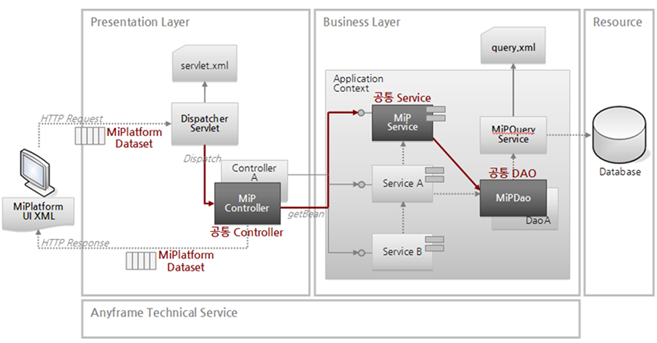 Presentation Layer
Business Layer
Resource
servlet.xml
query.xml
Application
Context
HTTP Request
MiPlatform
Dataset
Dispatcher
Servlet
공통 Service
MiP
Service
MiPQuery
Service
Database
Dispatch
Controller
A
MiP
Controller
공통 Controller
getBean
Service A
공통 DAO
MiPDao
DaoA
MiPlatform
UI XML
HTTP Response
MiPlatform
Dataset
Service B
Anyframe Technical Service